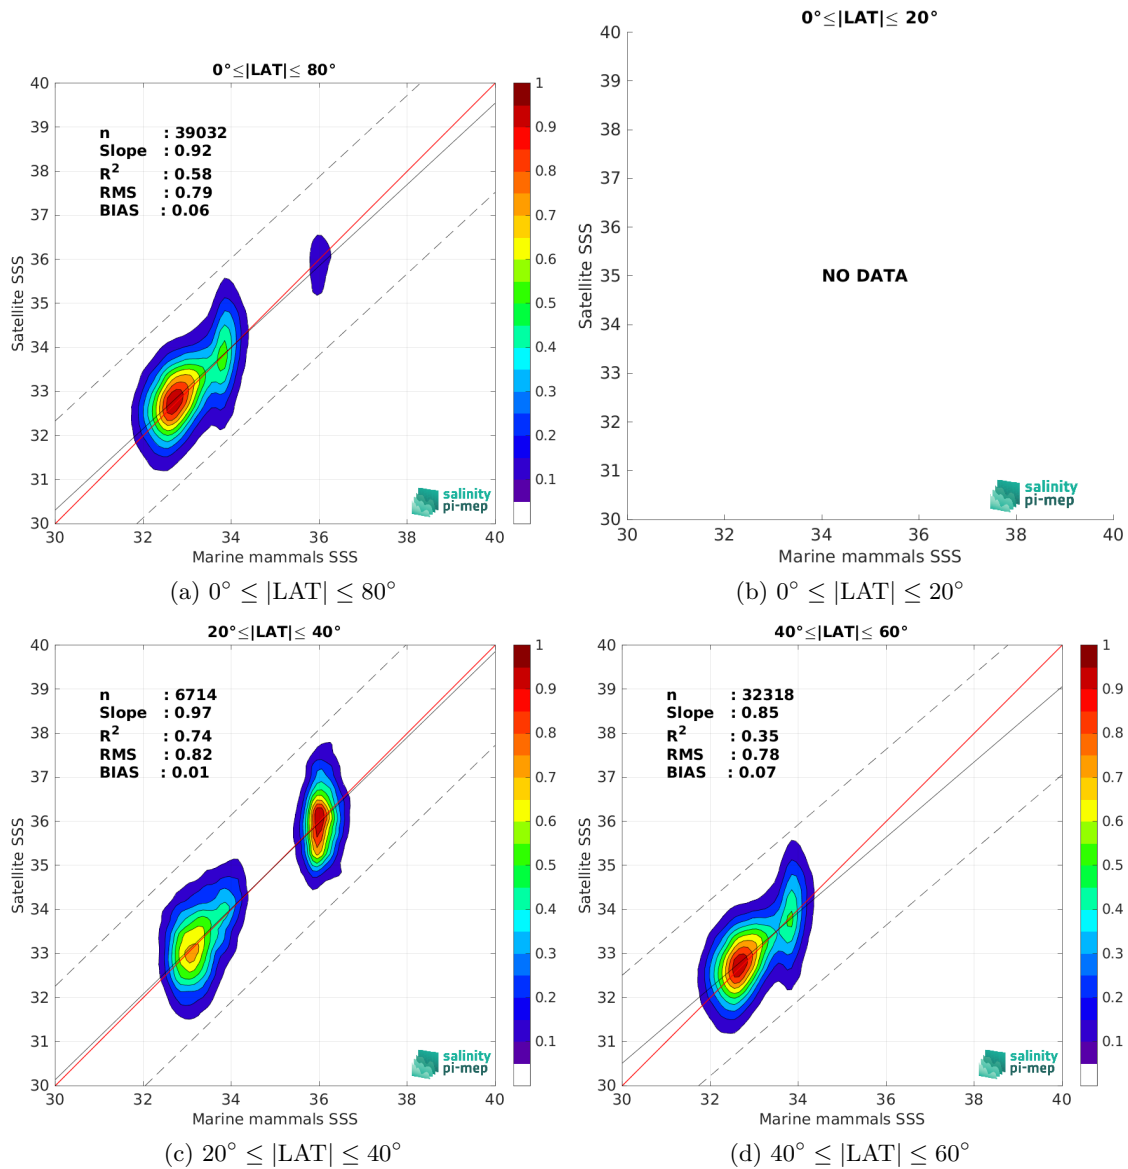 0°≤|LAT|≤ 80°
n : 39032
Slope : 0.92
R² : 0.58
RMS : 0.79
BIAS : 0.06
40
39
38
37
36
35
34
33
32
31
30
30 32 34 36 38 40
Satellite SSS
Marine mammals SSS
1
0.9
0.8
0.7
0.6
0.5
0.4
0.3
0.2
0.1
salinity
pi-mep
(a) 0° ≤ |LAT| ≤ 80°
0°≤|LAT|≤ 20°
40
39
38
37
36
35
34
33
32
31
30
30 32 34 36 38 40
Satellite SSS
Marine mammals SSS
NO DATA
salinity
pi-mep
(b) 0° ≤ |LAT| ≤ 20°
20°≤|LAT|≤ 40°
n : 6714
Slope : 0.97
R² : 0.74
RMS : 0.82
BIAS : 0.01
40
39
38
37
36
35
34
33
32
31
30
30 32 34 36 38 40
Satellite SSS
Marine mammals SSS
1
0.9
0.8
0.7
0.6
0.5
0.4
0.3
0.2
0.1
salinity
pi-mep
(c) 20° ≤ |LAT| ≤ 40°
40°≤|LAT|≤ 60°
n : 32318
Slope : 0.85
R² : 0.35
RMS : 0.78
BIAS : 0.07
40
39
38
37
36
35
34
33
32
31
30
30 32 34 36 38 40
Satellite SSS
Marine mammals SSS
1
0.9
0.8
0.7
0.6
0.5
0.4
0.3
0.2
0.1
salinity
pi-mep
(d) 40° ≤ |LAT| ≤ 60°